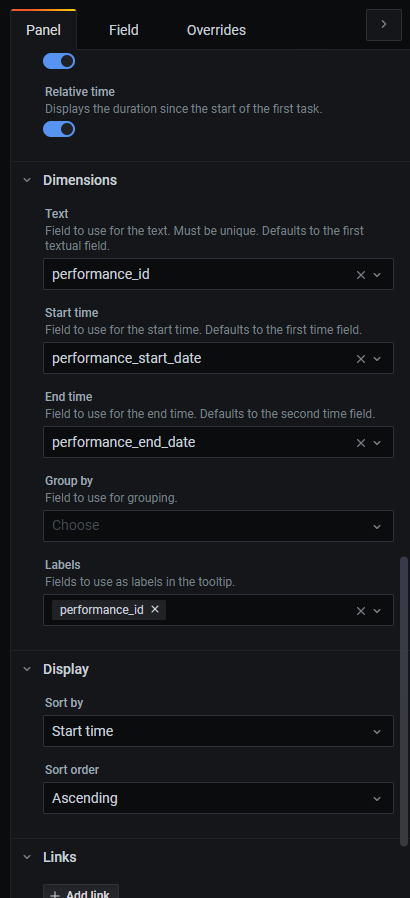 Panel
Field
Overrides
Relative time
Displays the duration since the start of the first task.
Dimensions
Text
Field to use for the text. Must be unique. Defaults to the first
textual field.
performance_id
Start time
Field to use for the start time. Defaults to the first time field.
performance_start_date
End time
Field to use for the end time. Defaults to the second time field.
performance_end_date
Group by
Field to use for grouping.
Choose
Labels
Fields to use as labels in the tooltip.
performance_id
Display
Sort by
Start time
Sort order
Ascending
Links
Add link